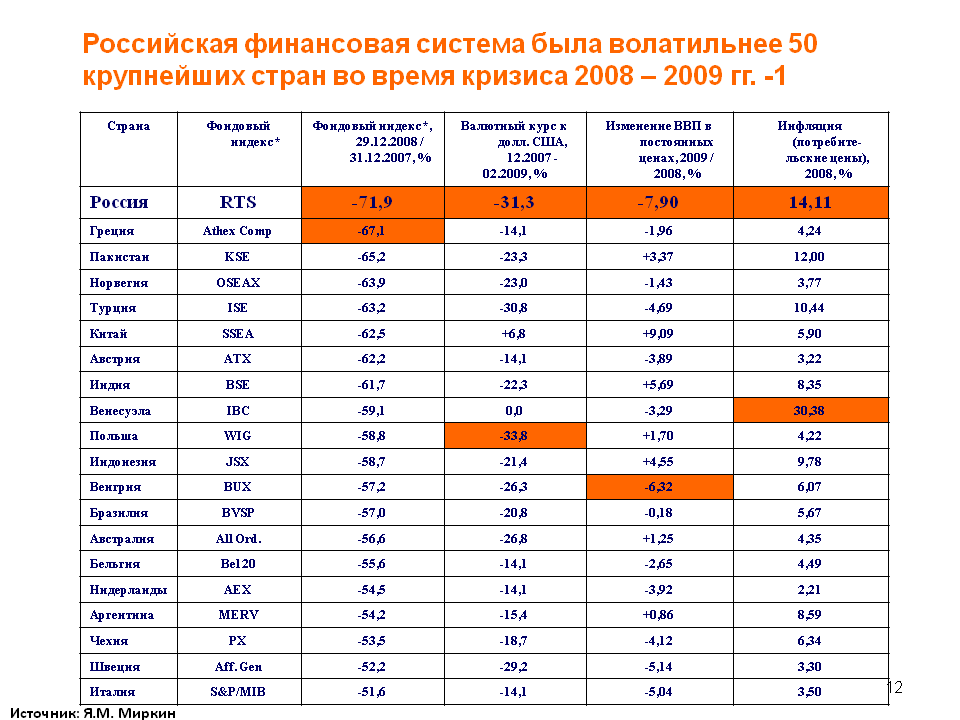 Российская финансовая система была волатильнее 50
крупнейших стран во время кризиса 2008 – 2009 гг. -1
Страна Фондовый индекс* Фондовый индекс*, 29.12.2008 / 31.12.2007, % Валютный курс к долл. США, 12.2007 - 02.2009, % Изменение ВВП в постоянных ценах, 2009 / 2008, % Инфляция (потребите- льские цены), 2008, %
Россия RTS -71,9 -31,3 -7,90 14,11
Греция Athex Comp -67,1 -14,1 -1,96 4,24
Пакистан KSE -65,2 -23,3 +3,37 12,00
Норвегия OSEAX -63,9 -23,0 -1,43 3,77
Турция ISE -63,2 -30,8 -4,69 10,44
Китай SSEA -62,5 +6,8 +9,09 5,90
Австрия ATX -62,2 -14,1 -3,89 3,22
Индия BSE -61,7 -22,3 +5,69 8,35
Венесуэла IBC -59,1 0,0 -3,29 30,38
Польша WIG -58,8 -33,8 +1,70 4,22
Индонезия JSX -58,7 -21,4 +4,55 9,78
Венгрия BUX -57,2 -26,3 -6,32 6,07
Бразилия BVSP -57,0 -20,8 -0,18 5,67
Австралия All Ord. -56,6 -26,8 +1,25 4,35
Бельгия Bel20 -55,6 -14,1 -2,65 4,49
Нидерланды AEX -54,5 -14,1 -3,92 2,21
Аргентина MERV -54,2 -15,4 +0,86 8,59
Чехия PX -53,5 -18,7 -4,12 6,34
Швеция Aff. Gen -52,2 -29,2 -5,14 3,30
Италия S&P/MIB -51,6 -14,1 -5,04 3,50
12
Источник: Я.М. Миркин